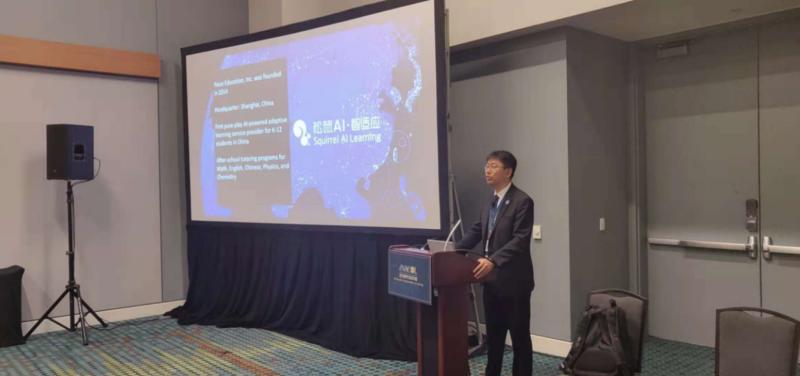 Yixue Education, Inc. was founded
in 2014
Headquarter: Shanghai, China
First pure-play AI-powered adaptive
learning service provider for K-12
students in China
After-school tutoring programs for
Math, English, Chinese, Physics, and
Chemistry
松鼠AI·智适应
Squirrel AI Learning